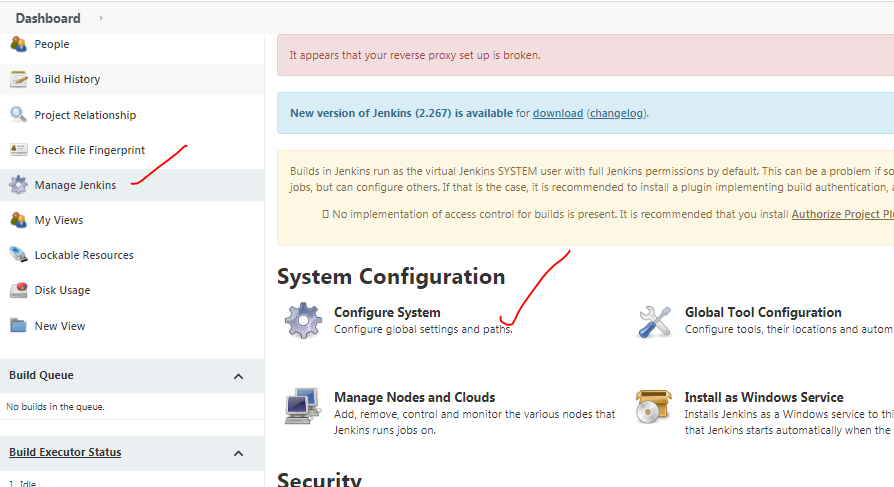 Dashboard
People
Build History
Project Relationship
Check File Fingerprint
Manage Jenkins
My Views
Lockable Resources
Disk Usage
New View
Build Queue
No builds in the queue.
Build Executor Status
1 Idle
It appears that your reverse proxy set up is broken.
New version of Jenkins (2.267) is available for download (changelog).
Builds in Jenkins run as the virtual Jenkins SYSTEM user with full Jenkins permissions by default. This can be a problem if so
jobs, but can configure others. If that is the case, it is recommended to install a plugin implementing build authentication, a
No implementation of access control for builds is present. It is recommended that you install Authorize Project Plu
System Configuration
Configure System
Configure global settings and paths.
Global Tool Configuration
Configure tools, their locations and autom
Manage Nodes and Clouds
Add, remove, control and monitor the various nodes that
Jenkins runs jobs on.
Install as Windows Service
Installs Jenkins as a Windows service to thi
that Jenkins starts automatically when the
Security